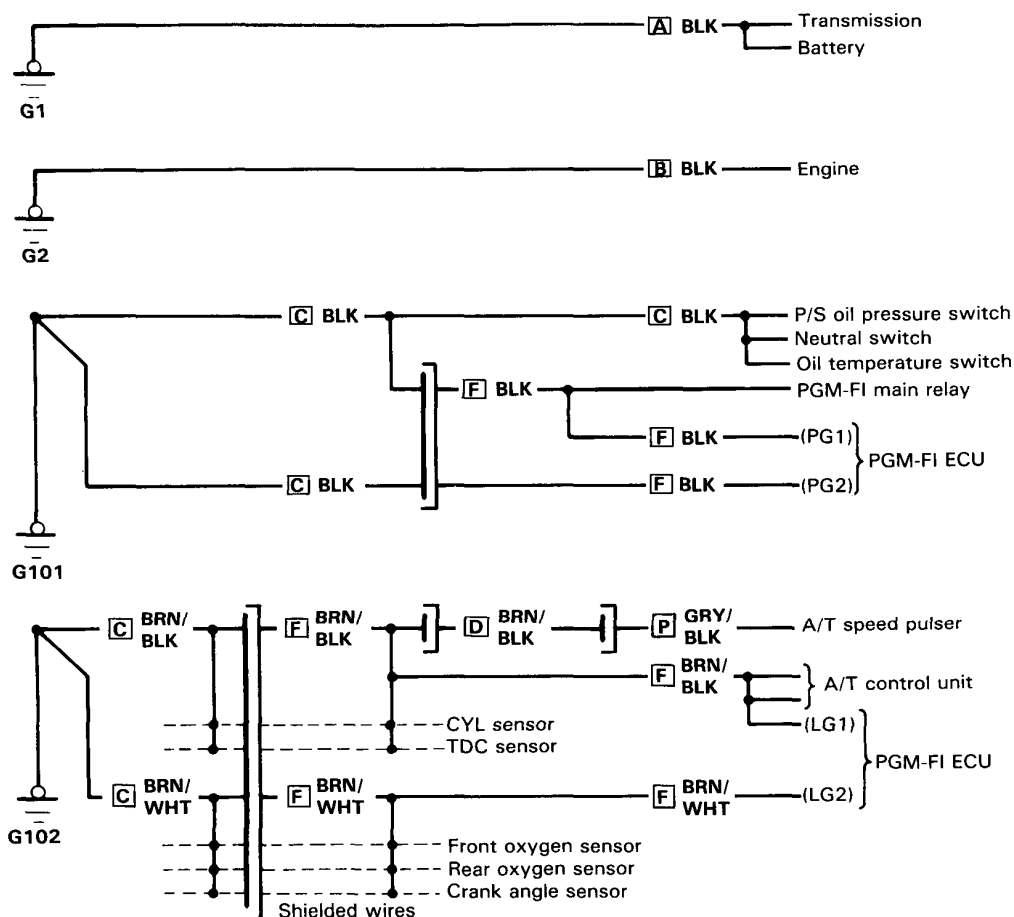 A BLK Transmission
Battery
G1
B BLK Engine
G2
C BLK C BLK P/S oil pressure switch
Neutral switch
Oil temperature switch
F BLK PGM-FI main relay
F BLK (PG1)
PGM-FI ECU
C BLK F BLK (PG2)
G101
C BRN/BLK F BRN/BLK D BRN/BLK P GRY/BLK A/T speed pulser
F BRN/BLK A/T control unit
CYL sensor (LG1)
TDC sensor
PGM-FI ECU
C BRN/WHT F BRN/WHT F BRN/WHT (LG2)
G102
Front oxygen sensor
Rear oxygen sensor
Crank angle sensor
Shielded wires